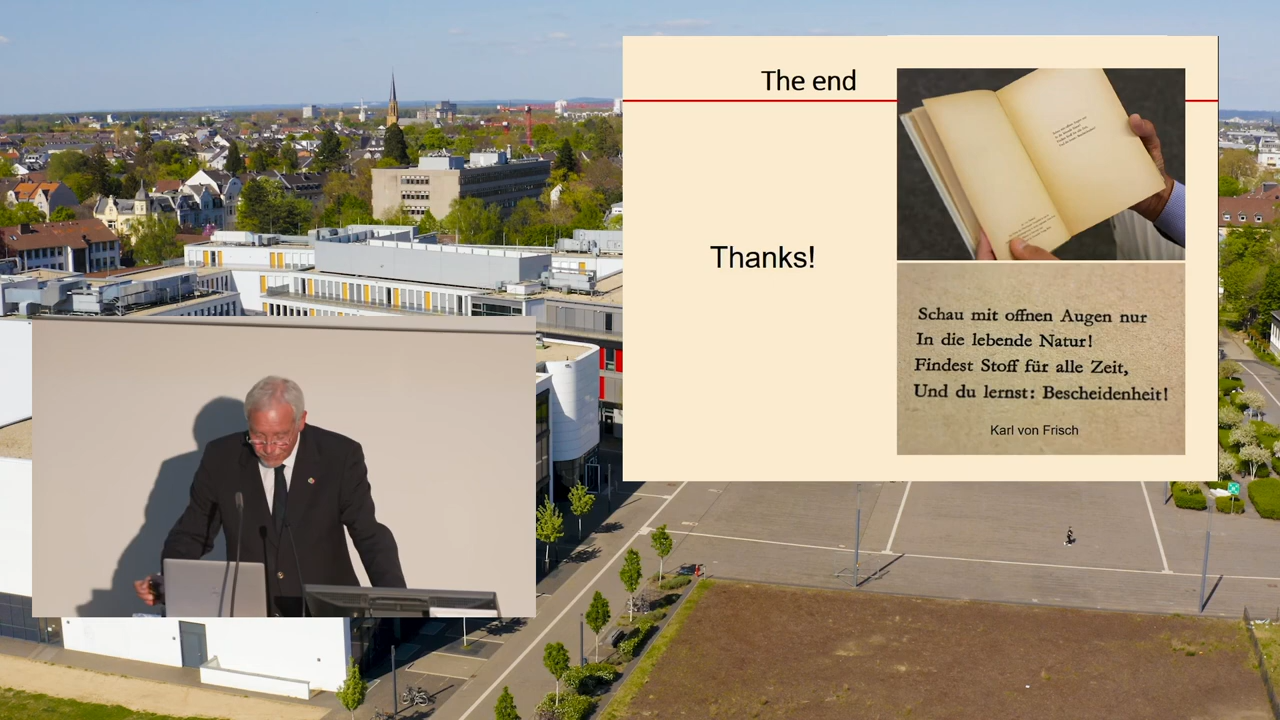 The end
Thanks!
Schau mit offnen Augen nur
In die lebende Natur!
Findest Stoff für alle Zeit,
Und du lernst: Bescheidenheit!
Karl von Frisch